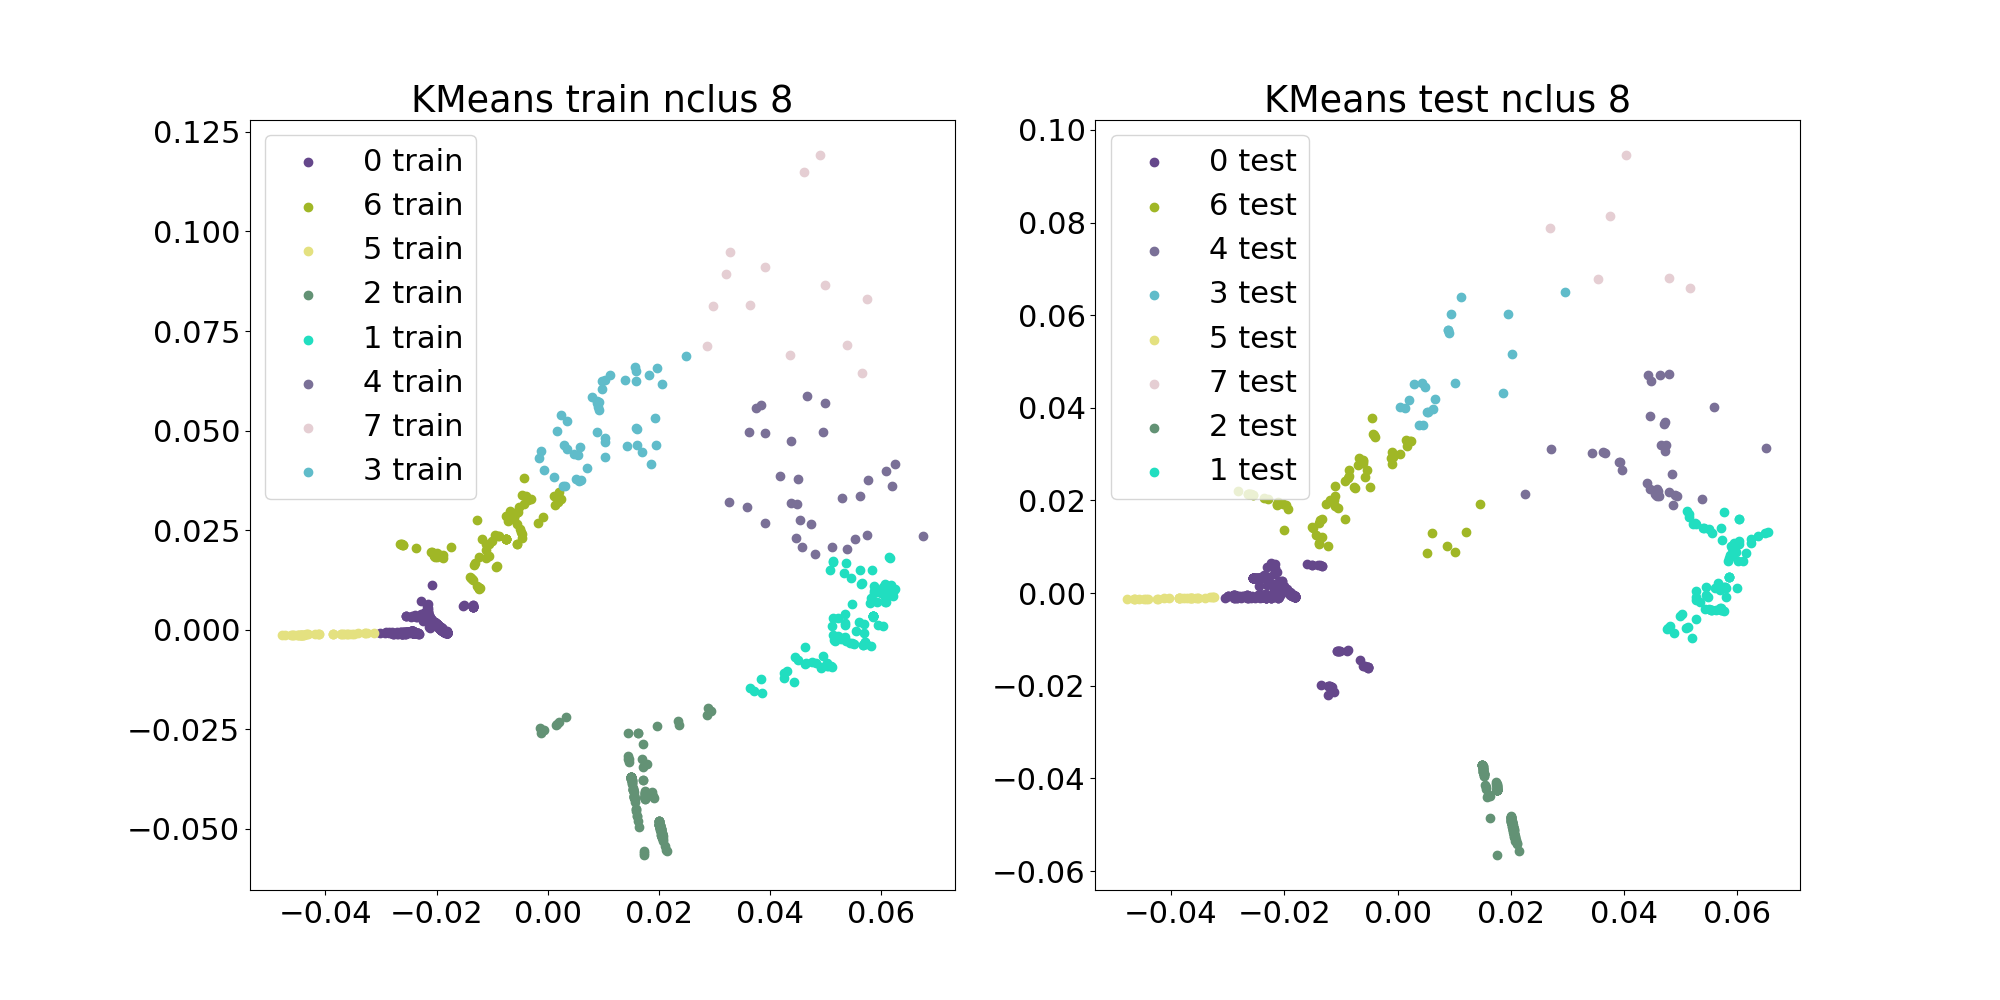 KMeans train nclus 8
0.125
0.100
0.075
0.050
0.025
0.000
−0.025
−0.050
−0.04
−0.02
0.00
0.02
0.04
0.06
0 train
6 train
5 train
2 train
1 train
4 train
7 train
3 train
KMeans test nclus 8
0.10
0.08
0.06
0.04
0.02
0.00
−0.02
−0.04
−0.06
−0.04
−0.02
0.00
0.02
0.04
0.06
0 test
6 test
4 test
3 test
5 test
7 test
2 test
1 test